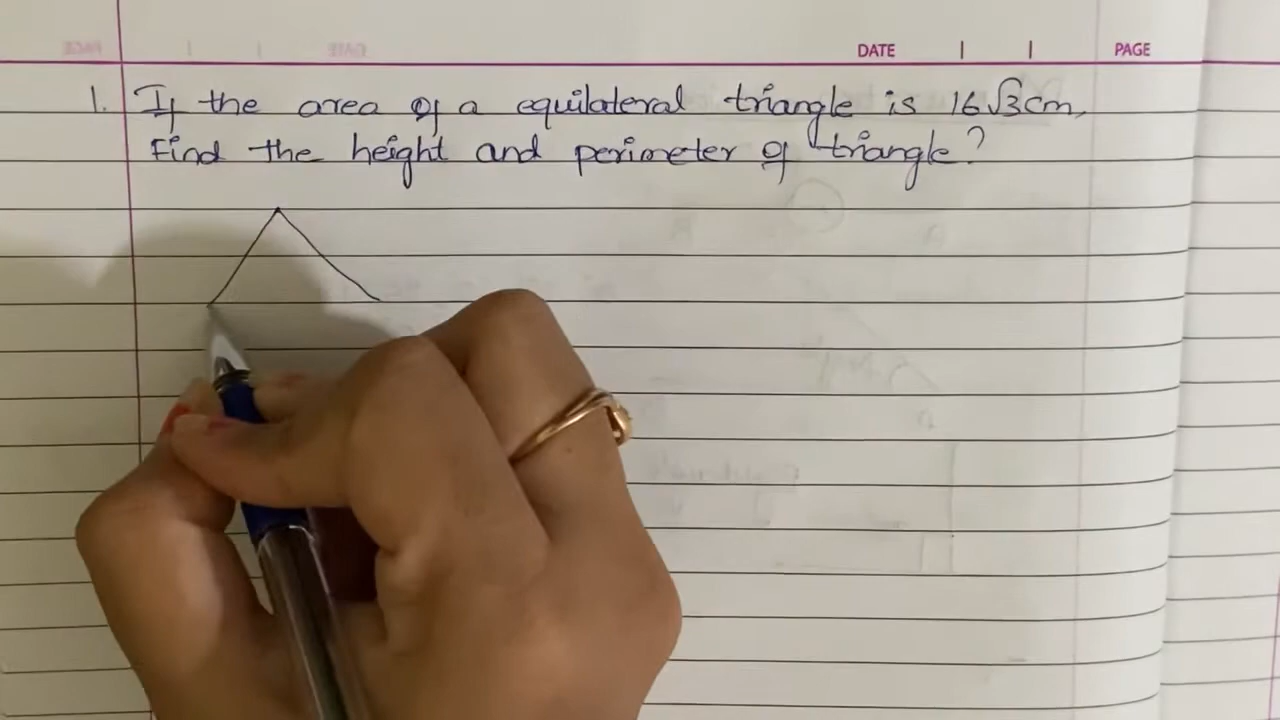 DATE | | PAGE
1. If the area of a equilateral triangle is 16√3cm,
Find the height and perimeter of triangle?